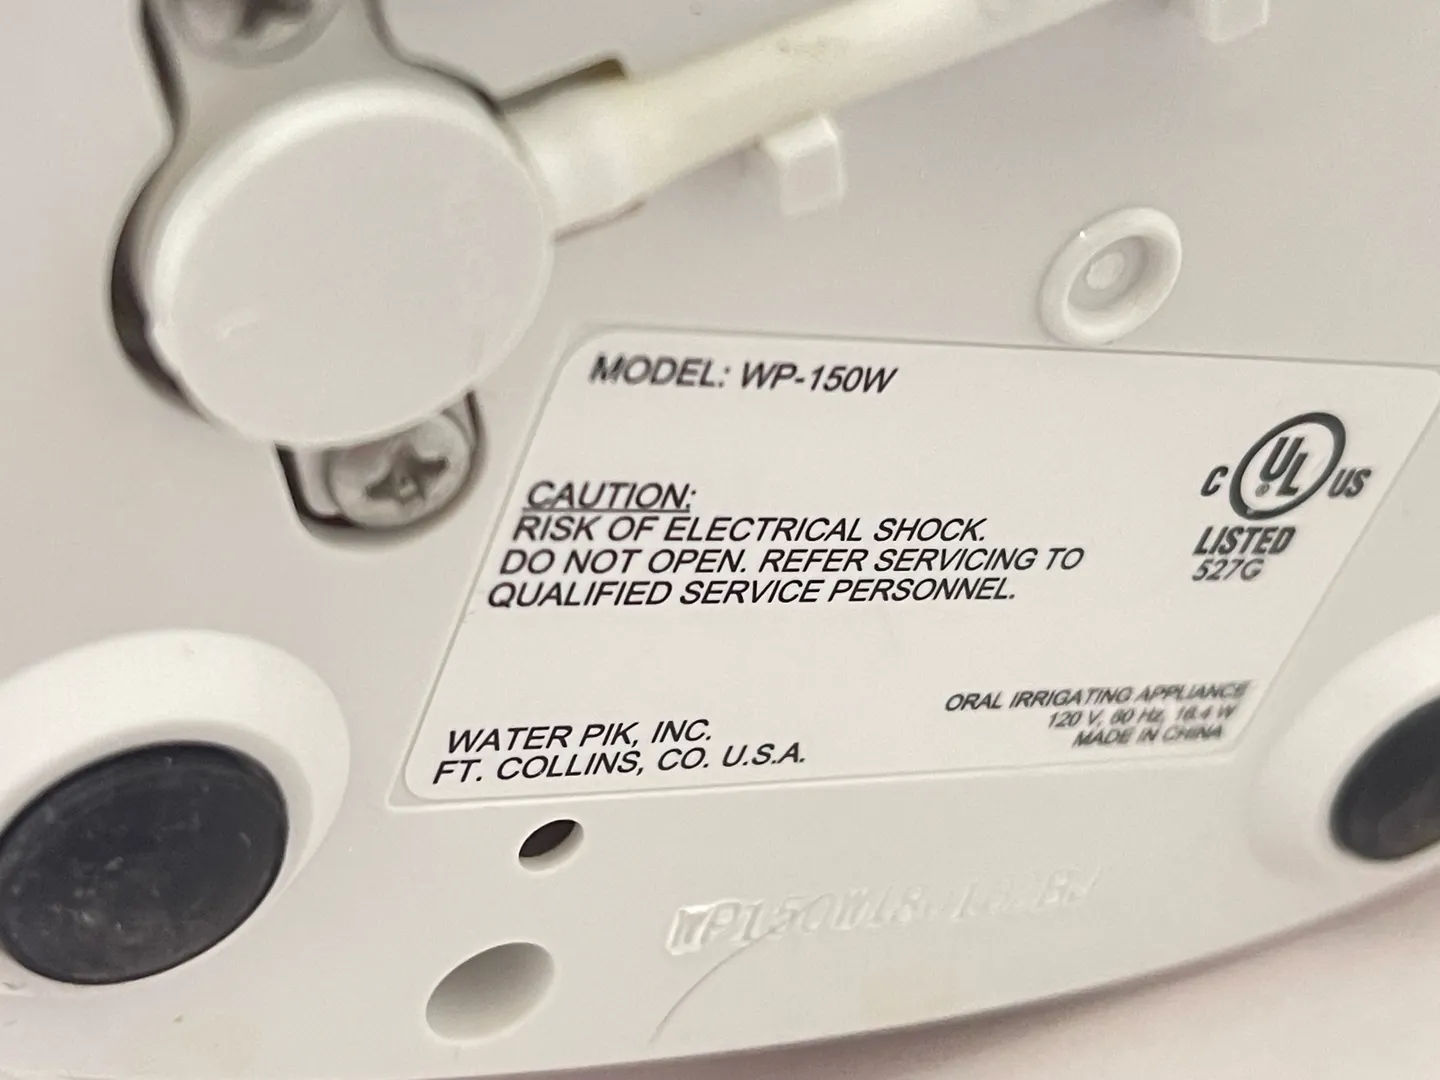 MODEL: WP-150W
CAUTION:
RISK OF ELECTRICAL SHOCK.
DO NOT OPEN. REFER SERVICING TO
QUALIFIED SERVICE PERSONNEL.
C UL US
LISTED
527G
WATER PIK, INC.
FT. COLLINS, CO. U.S.A.
ORAL IRRIGATING APPLIANCE
120 V, 60 Hz, 16.4 W
MADE IN CHINA